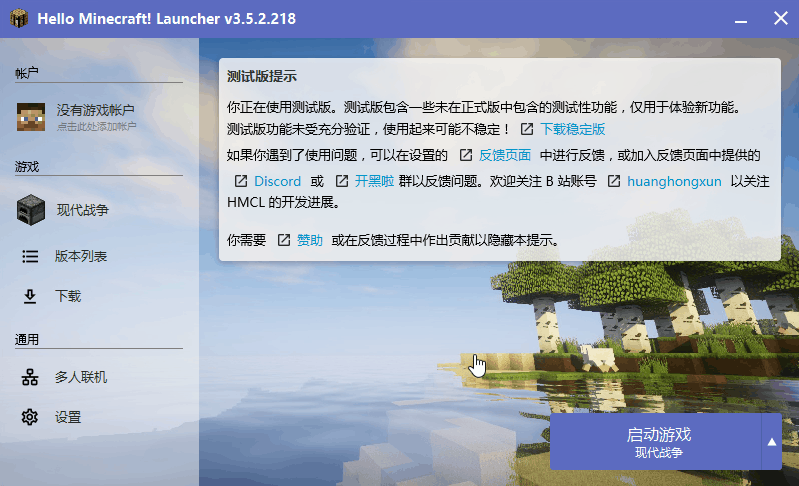 Hello Minecraft! Launcher v3.5.2.218
帐户
没有游戏帐户
点击此处添加帐户
游戏
现代战争
版本列表
下载
通用
多人联机
设置
测试版提示
你正在使用测试版。测试版包含一些未在正式版中包含的测试性功能，仅用于体验新功能。
测试版功能未受充分验证，使用起来可能不稳定！ 下载稳定版
如果你遇到了使用问题，可以在设置的 反馈页面 中进行反馈，或加入反馈页面中提供的
Discord 或 开黑啦 群以反馈问题。欢迎关注 B 站账号 huanghongxun 以关注
HMCL 的开发进展。
你需要 赞助 或在反馈过程中作出贡献以隐藏本提示。
启动游戏
现代战争